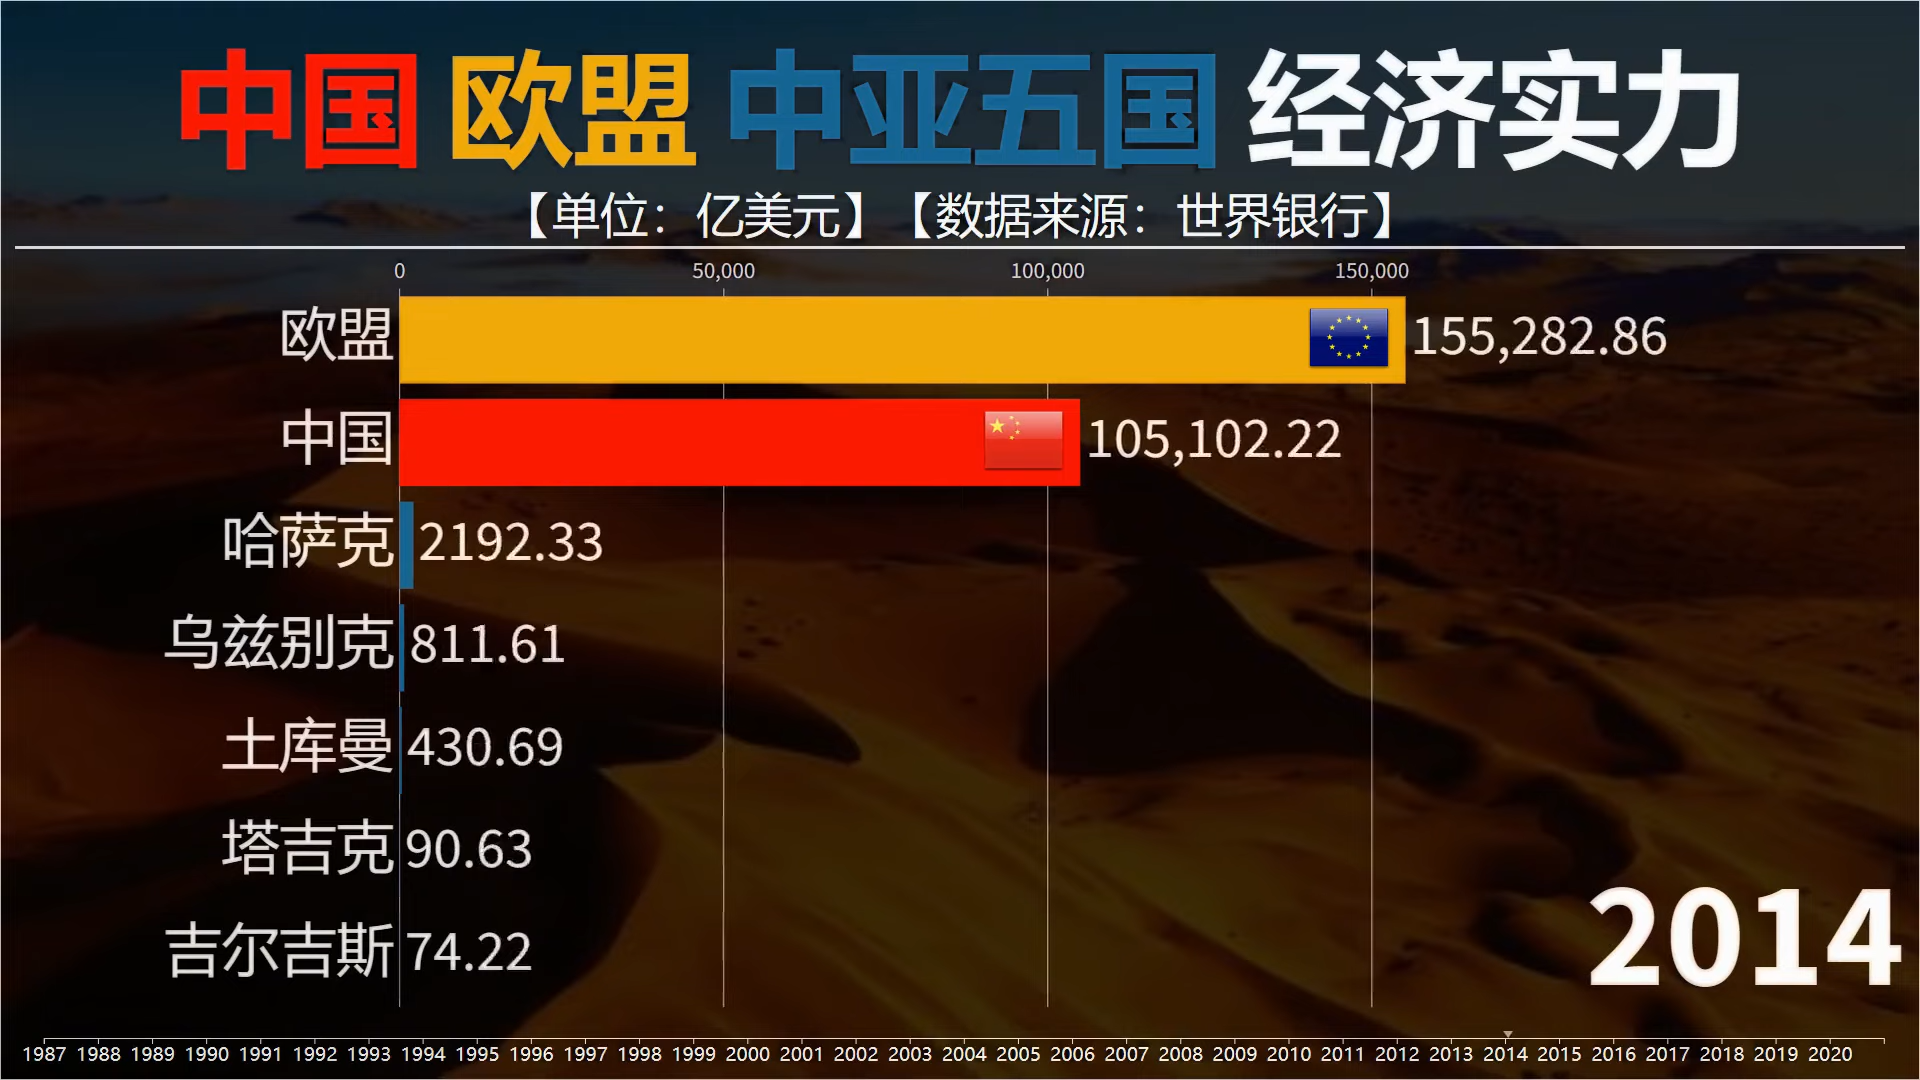 中国 欧盟 中亚五国 经济实力
【单位：亿美元】【数据来源：世界银行】
0 50,000 100,000 150,000
欧盟 155,282.86
中国 105,102.22
哈萨克 2192.33
乌兹别克 811.61
土库曼 430.69
塔吉克 90.63
吉尔吉斯 74.22
2014
1987 1988 1989 1990 1991 1992 1993 1994 1995 1996 1997 1998 1999 2000 2001 2002 2003 2004 2005 2006 2007 2008 2009 2010 2011 2012 2013 2014 2015 2016 2017 2018 2019 2020